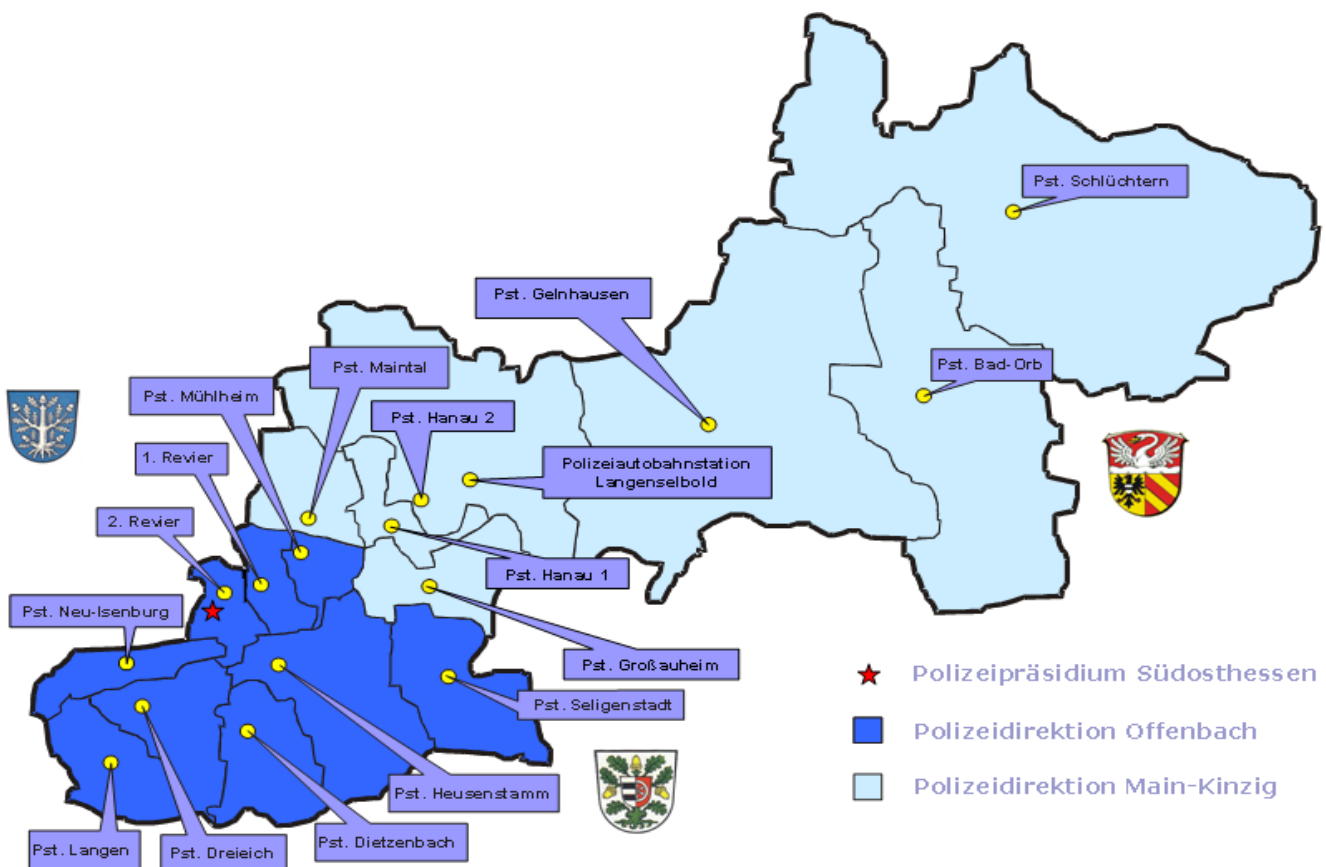 Pst. Schlüchtern
Pst. Gelnhausen
Pst. Maintal
Pst. Bad-Orb
Pst. Mühlheim
Pst. Hanau 2
1. Revier
Polizeiautobahnstation
Langenselbold
2. Revier
Pst. Hanau 1
Pst. Neu-Isenburg
Pst. Großauheim
Polizeipräsidium Südosthessen
Pst. Seligenstadt
Polizeidirektion Offenbach
Polizeidirektion Main-Kinzig
Pst. Heusenstamm
Pst. Dietzenbach
Pst. Langen
Pst. Dreieich